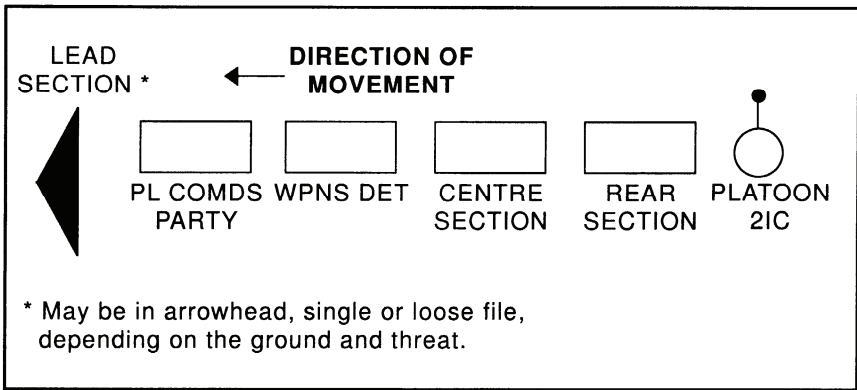 LEAD
SECTION *
DIRECTION OF
MOVEMENT
PL COMDS
PARTY
WPNS DET
CENTRE
SECTION
REAR
SECTION
PLATOON
2IC
* May be in arrowhead, single or loose file,
depending on the ground and threat.